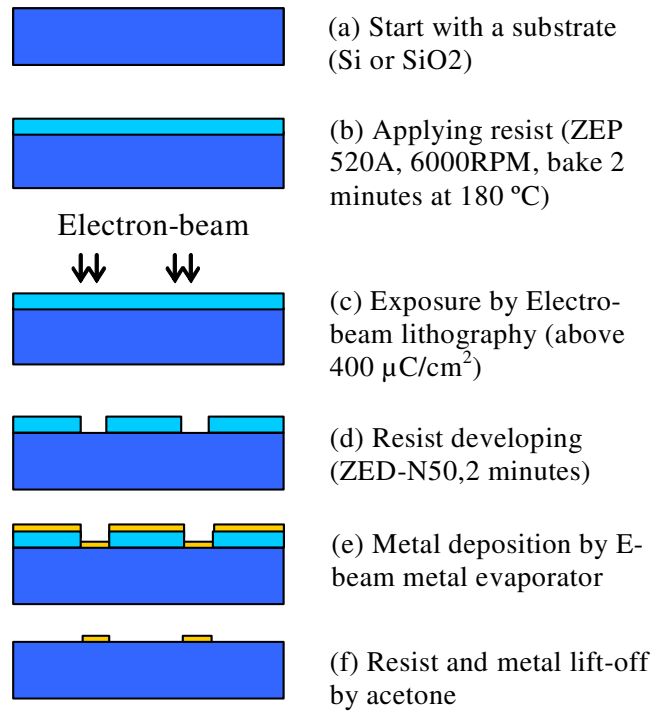 (a) Start with a substrate
(Si or SiO2)
(b) Applying resist (ZEP
520A, 6000RPM, bake 2
minutes at 180 ºC)
Electron-beam
(c) Exposure by Electro-
beam lithography (above
400 µC/cm²)
(d) Resist developing
(ZED-N50,2 minutes)
(e) Metal deposition by E-
beam metal evaporator
(f) Resist and metal lift-off
by acetone